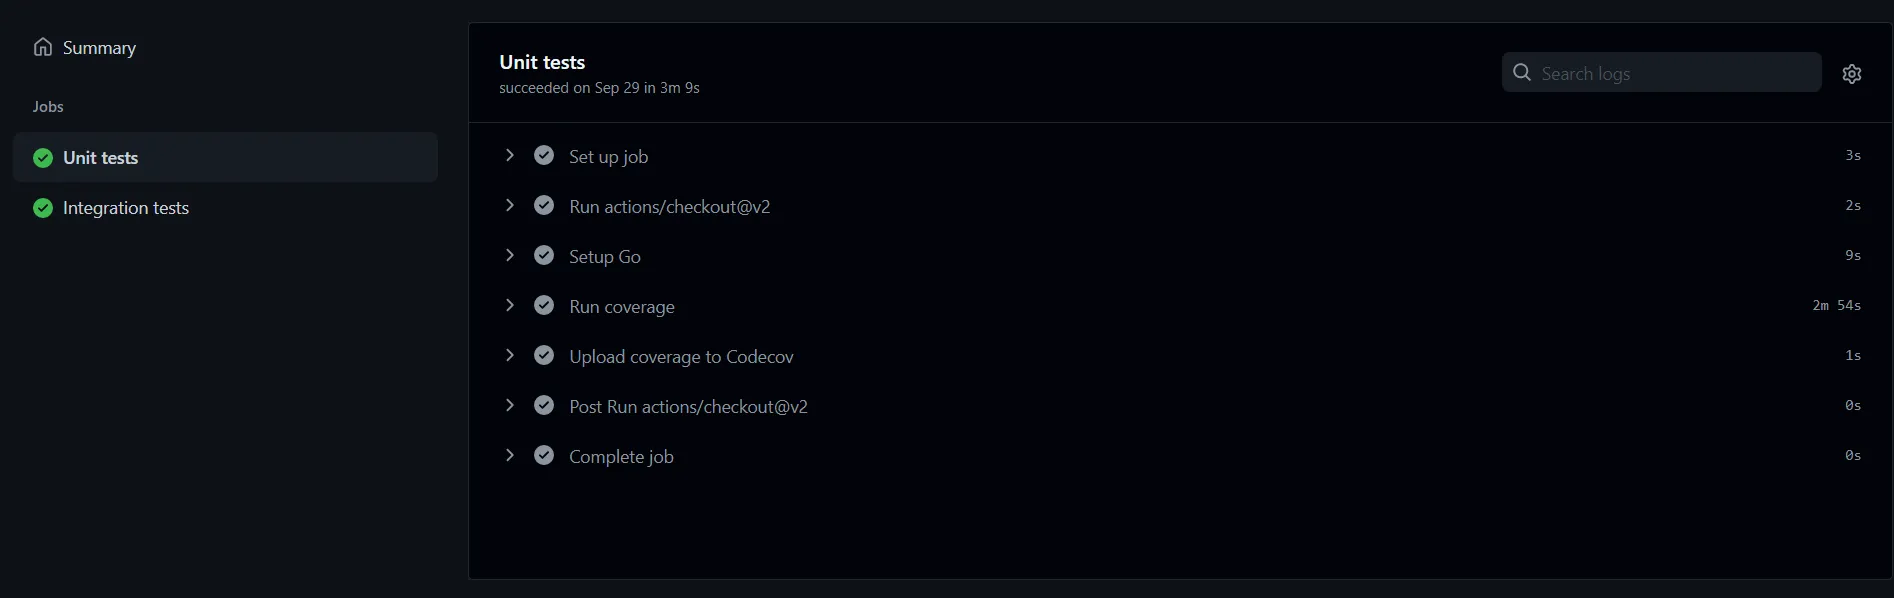 Summary
Jobs
Unit tests
Integration tests
Unit tests
succeeded on Sep 29 in 3m 9s
Search logs
Set up job 3s
Run actions/checkout@v2 2s
Setup Go 9s
Run coverage 2m 54s
Upload coverage to Codecov 1s
Post Run actions/checkout@v2 0s
Complete job 0s